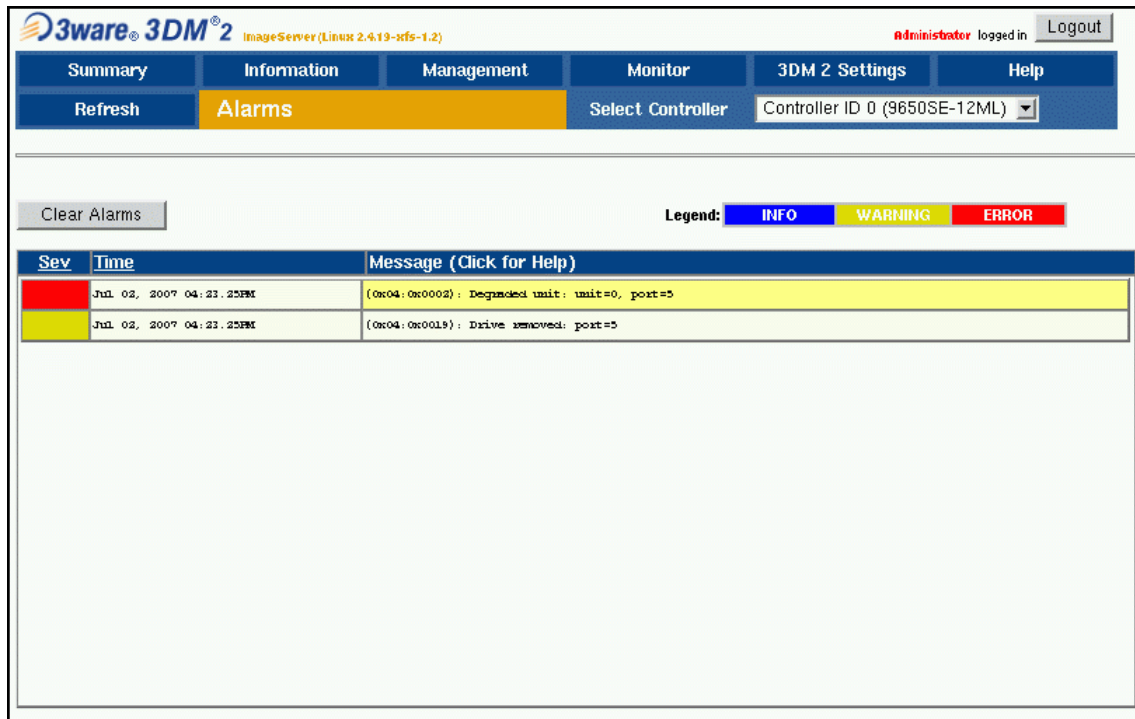 3ware® 3DM®2 ImageServer (Linux 2.4.19-xfs-1.2) Administrator logged in Logout
Summary Information Management Monitor 3DM 2 Settings Help
Refresh Alarms Select Controller Controller ID 0 (9650SE-12ML)
Clear Alarms Legend: INFO WARNING ERROR
Sev Time Message (Click for Help)
Jul 02, 2007 04:23.25PM (0x04:0x0002): Degraded unit: unit=0, port=5
Jul 02, 2007 04:23.25PM (0x04:0x0019): Drive removed: port=5